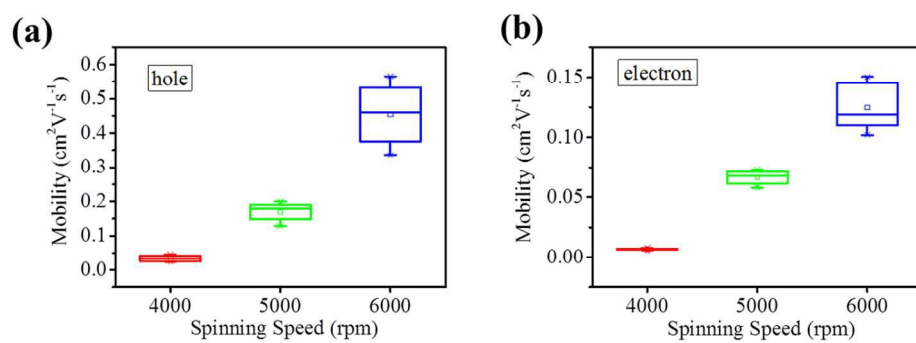 (a)
hole
Mobility (cm²V⁻¹s⁻¹)
0.6
0.5
0.4
0.3
0.2
0.1
0.0
4000 5000 6000
Spinning Speed (rpm)
(b)
electron
Mobility (cm²V⁻¹s⁻¹)
0.15
0.10
0.05
0.00
4000 5000 6000
Spinning Speed (rpm)